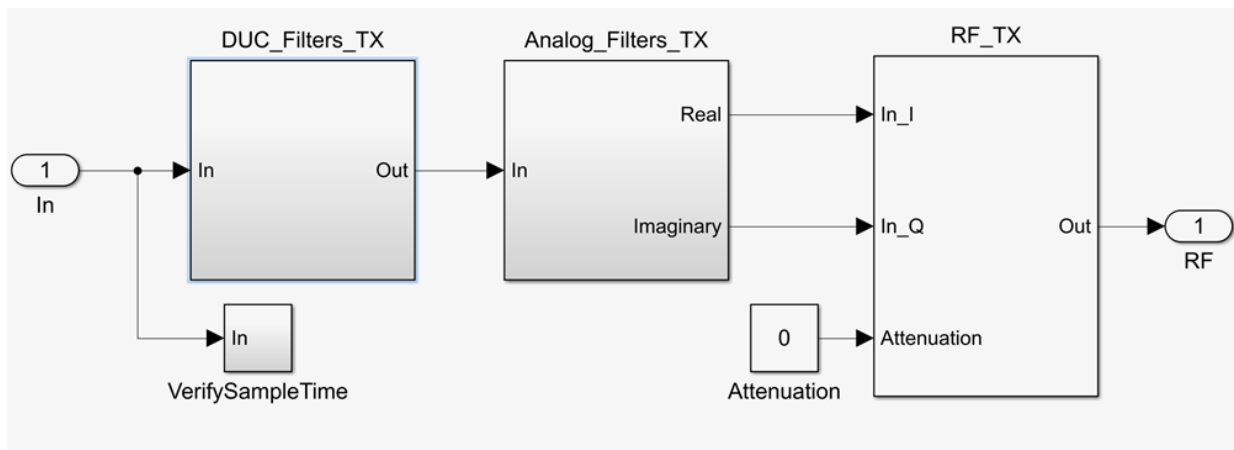 DUC_Filters_TX
Analog_Filters_TX
RF_TX
1
In
In
Out
In
Real
Imaginary
In_I
In_Q
Attenuation
Out
1
RF
In
VerifySampleTime
0
Attenuation